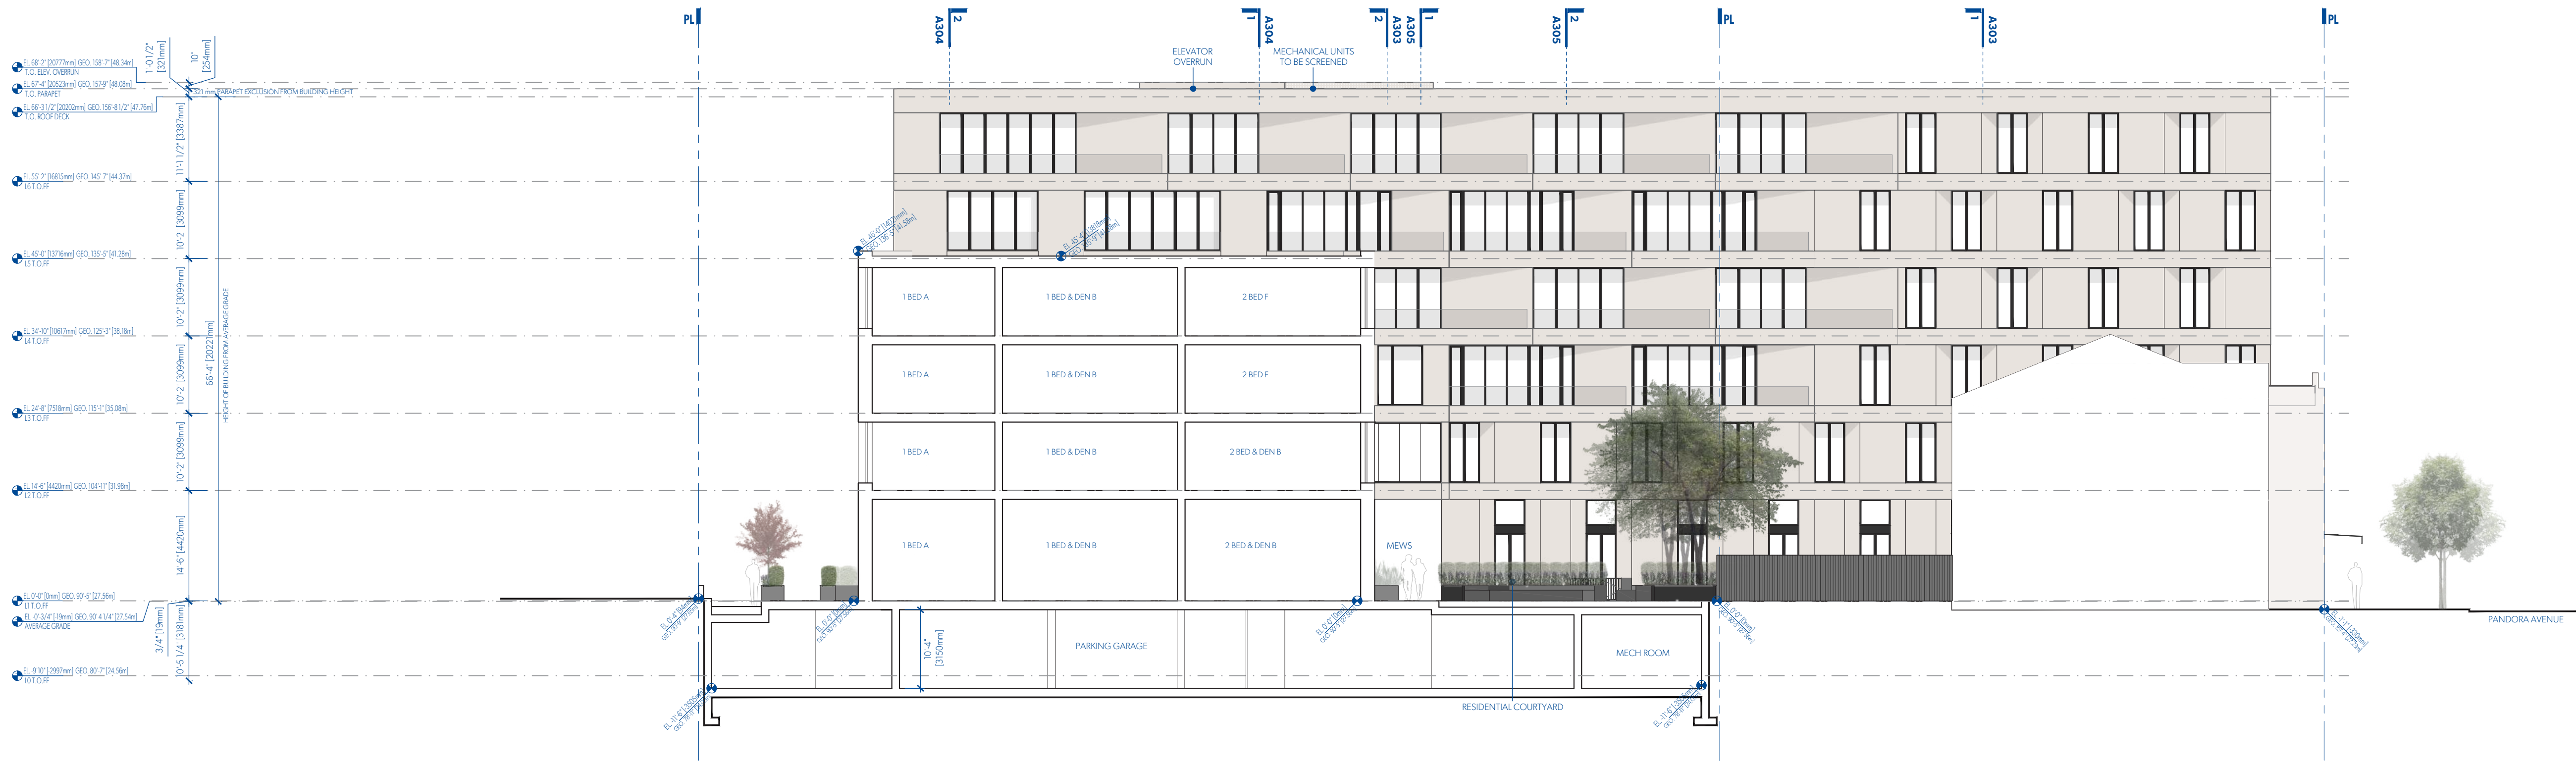 PL
A304
2
1
A304
2
A303
A305
1
2
A305
PL
1
A303
PL
1'-0 1/2"
[321mm]
10"
[254mm]
ELEVATOR
OVERRUN
MECHANICAL UNITS
TO BE SCREENED
EL 68'-2" [20777mm] GEO. 158'-7" [48.34m]
T.O. ELEV. OVERRUN
EL 67'-4" [20523mm] GEO. 157'-9" [48.08m]
T.O. PARAPET
321 mm PARAPET EXCLUSION FROM BUILDING HEIGHT
EL 66'-3 1/2" [20202mm] GEO. 156'-8 1/2" [47.76m]
T.O. ROOF DECK
11'-1 1/2" [3387mm]
EL 55'-2" [16815mm] GEO. 145'-7" [44.37m]
L6 T.O.FF
10'-2" [3099mm]
EL 46'-0" [14021mm]
GEO. 136'-5" [41.58m]
EL 45'-0" [13716mm] GEO. 135'-5" [41.28m]
L5 T.O.FF
10'-2" [3099mm]
1 BED A
1 BED & DEN B
2 BED F
EL 34'-10" [10617mm] GEO. 125'-3" [38.18m]
L4 T.O.FF
66'-4" [20221mm]
HEIGHT OF BUILDING FROM AVERAGE GRADE
10'-2" [3099mm]
1 BED A
1 BED & DEN B
2 BED F
EL 24'-8" [7518mm] GEO. 115'-1" [35.08m]
L3 T.O.FF
10'-2" [3099mm]
1 BED A
1 BED & DEN B
2 BED & DEN B
EL 14'-6" [4420mm] GEO. 104'-11" [31.98m]
L2 T.O.FF
14'-6" [4420mm]
1 BED A
1 BED & DEN B
2 BED & DEN B
MEWS
EL 0'-0" [0mm] GEO. 90'-5" [27.56m]
L1 T.O.FF
EL -0'-3/4" [-19mm] GEO. 90' 4 1/4" [27.54m]
AVERAGE GRADE
3/4" [19mm]
10'-5 1/4" [3181mm]
PANDORA AVENUE
10'-4"
[3150mm]
PARKING GARAGE
MECH ROOM
EL -9'10" [-2997mm] GEO. 80'-7" [24.56m]
L0 T.O.FF
RESIDENTIAL COURTYARD